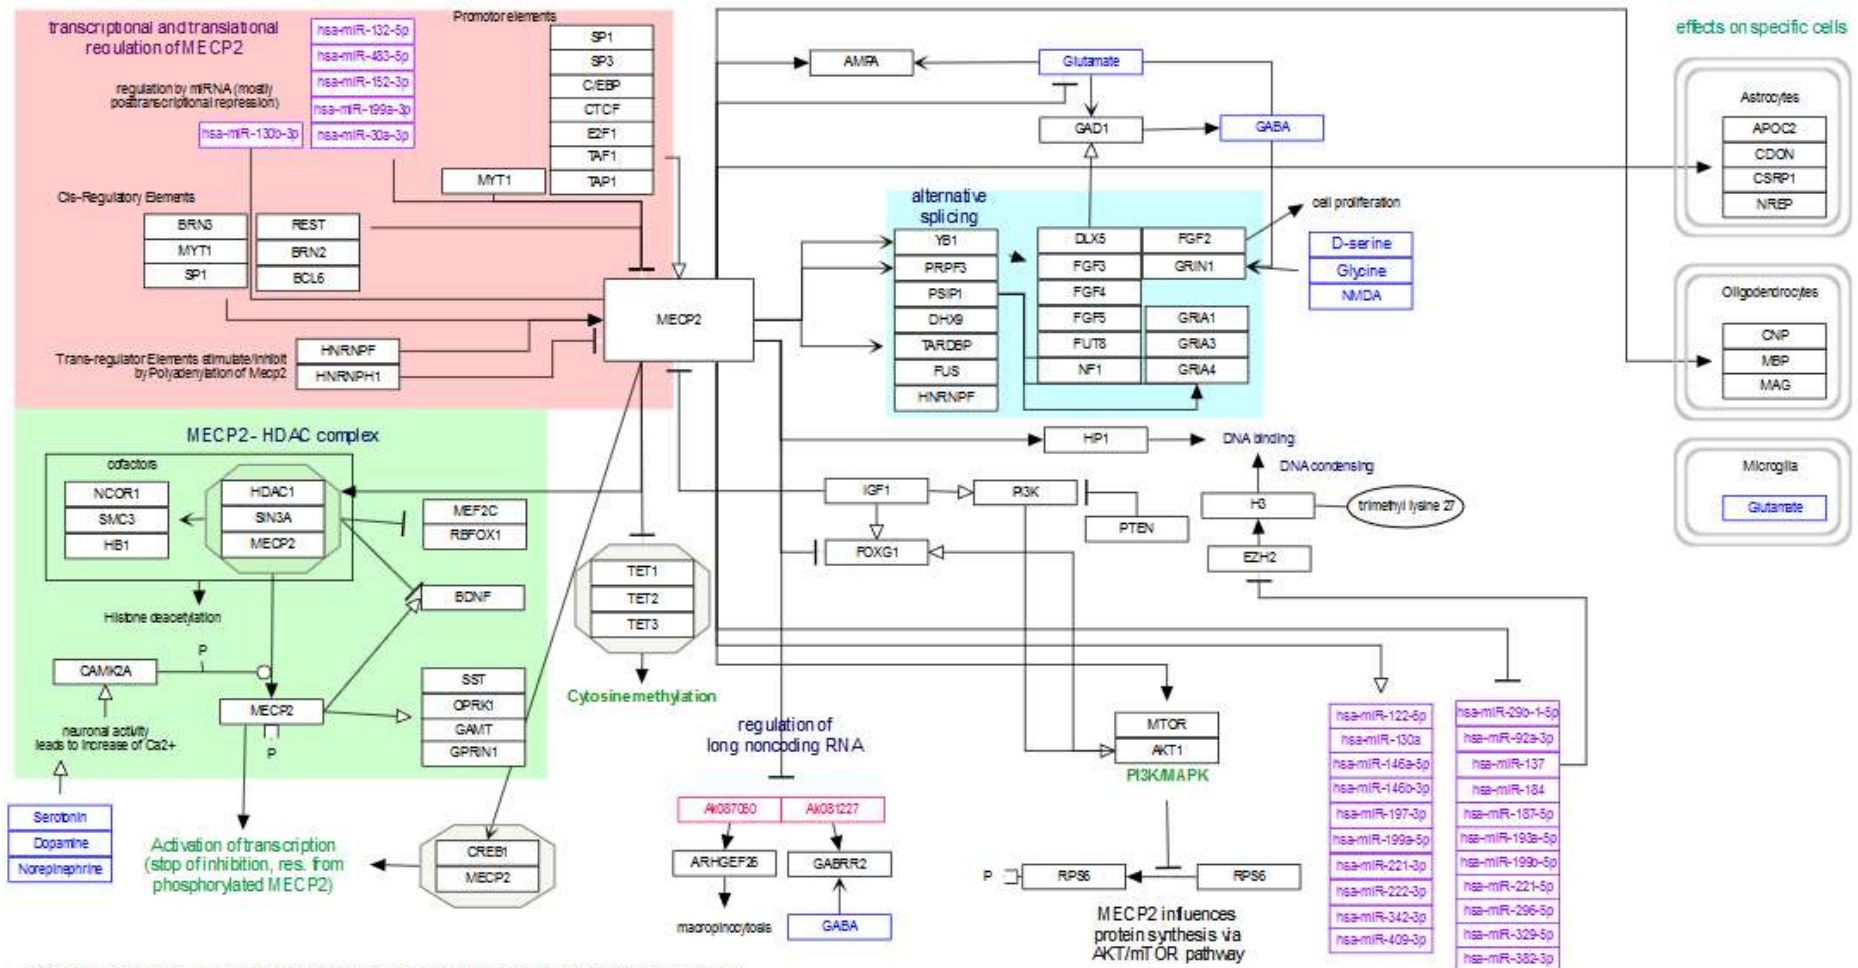 transcriptional and translational
regulation of MECP2
regulation by miRNA (mostly
posttranscriptional repression)
hsa-miR-130b-3p
hsa-miR-132-5p
hsa-miR-483-5p
hsa-miR-152-3p
hsa-miR-199a-3p
hsa-miR-30a-3p
Promotor elements
SP1
SP3
C/EBP
CTCF
E2F1
TAF1
TAP1
MYT1
Cis-Regulatory Elements
BRN3
MYT1
SP1
REST
BRN2
BCL6
HNRNPF
HNRNPH1
Trans-regulator Elements stimulate/inhibit
by Polyadenylation of Mecp2
MECP2
AMPA
Glutamate
GAD1
GABA
alternative
splicing
YB1
PRPF3
PSIP1
DHX9
TARDBP
FUS
HNRNPF
DLX5
FGF3
FGF4
FGF5
FUT8
NF1
FGF2
GRIN1
GRIA1
GRIA3
GRIA4
cell proliferation
D-serine
Glycine
NMDA
effects on specific cells
Astrocytes
APOC2
CDON
CSRP1
NREP
Oligodendrocytes
CNP
MBP
MAG
Microglia
Glutamate
MECP2 - HDAC complex
cofactors
NCOR1
SMC3
HB1
HDAC1
SIN3A
MECP2
MEF2C
RBFOX1
BDNF
Histone deacetylation
P
CAMK2A
MECP2
P
neuronal activity
leads to increase of Ca2+
SST
OPRK1
GAMT
GPRIN1
Serotonin
Dopamine
Norepinephrine
Activation of transcription
(stop of inhibition, res. from
phosphorylated MECP2)
CREB1
MECP2
TET1
TET2
TET3
Cytosine methylation
HP1
DNA binding
DNA condensing
H3
trimethyl lysine 27
EZH2
IGF1
PI3K
PTEN
FOXG1
regulation of
long noncoding RNA
Ak087060
Ak081227
ARHGEF26
GABRR2
macropinocytosis
GABA
MTOR
AKT1
PI3K/MAPK
P
RPS6
RPS6
MECP2 influences
protein synthesis via
AKT/mTOR pathway
hsa-miR-122-5p
hsa-miR-130a
hsa-miR-146a-5p
hsa-miR-146b-3p
hsa-miR-197-3p
hsa-miR-199a-5p
hsa-miR-221-3p
hsa-miR-222-3p
hsa-miR-342-3p
hsa-miR-409-3p
hsa-miR-29b-1-5p
hsa-miR-92a-3p
hsa-miR-137
hsa-miR-184
hsa-miR-187-5p
hsa-miR-193a-5p
hsa-miR-199b-5p
hsa-miR-221-5p
hsa-miR-296-5p
hsa-miR-329-5p
hsa-miR-382-3p